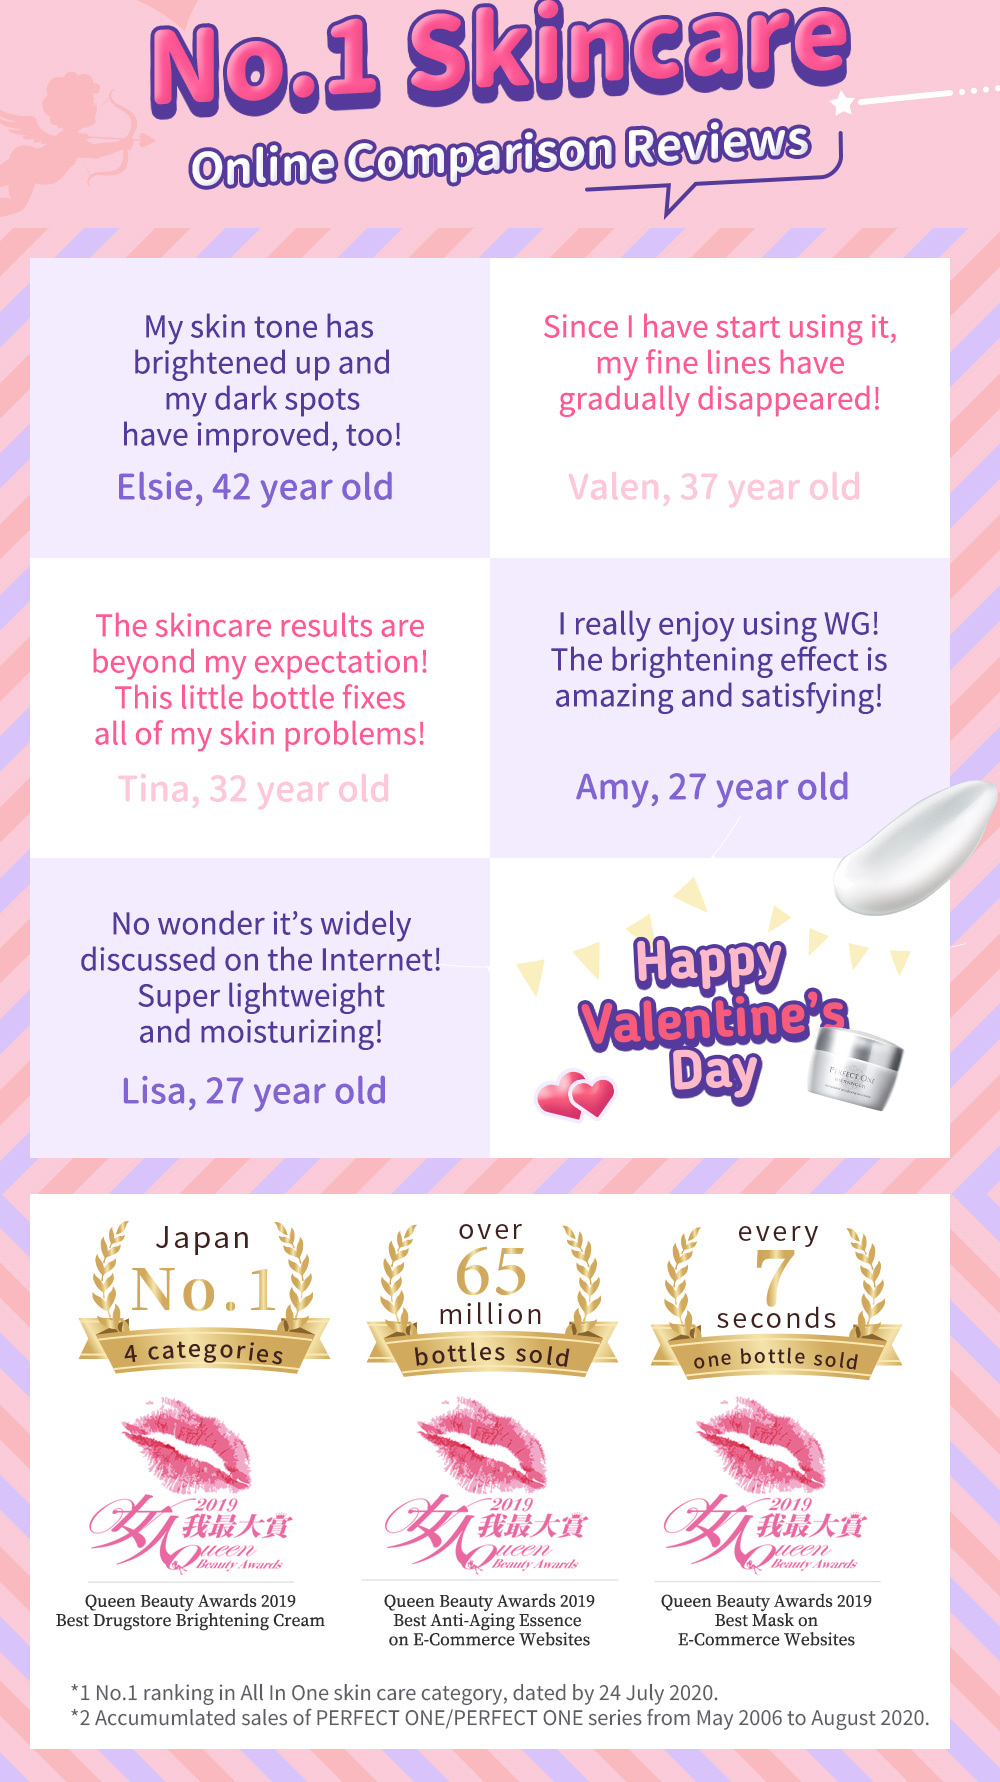 No.1 Skincare
Online Comparison Reviews
My skin tone has
brightened up and
my dark spots
have improved, too!
Elsie, 42 year old
Since I have start using it,
my fine lines have
gradually disappeared!
Valen, 37 year old
The skincare results are
beyond my expectation!
This little bottle fixes
all of my skin problems!
Tina, 32 year old
I really enjoy using WG!
The brightening effect is
amazing and satisfying!
Amy, 27 year old
No wonder it's widely
discussed on the Internet!
Super lightweight
and moisturizing!
Lisa, 27 year old
Happy
Valentine's
Day
PERFECT ONE
Japan
No.1
4 categories
over
65
million
bottles sold
every
7
seconds
one bottle sold
2019
女人我最大賞
Queen
Beauty Awards
Queen Beauty Awards 2019
Best Drugstore Brightening Cream
2019
女人我最大賞
Queen
Beauty Awards
Queen Beauty Awards 2019
Best Anti-Aging Essence
on E-Commerce Websites
2019
女人我最大賞
Queen
Beauty Awards
Queen Beauty Awards 2019
Best Mask on
E-Commerce Websites
*1 No.1 ranking in All In One skin care category, dated by 24 July 2020.
*2 Accumumlated sales of PERFECT ONE/PERFECT ONE series from May 2006 to August 2020.